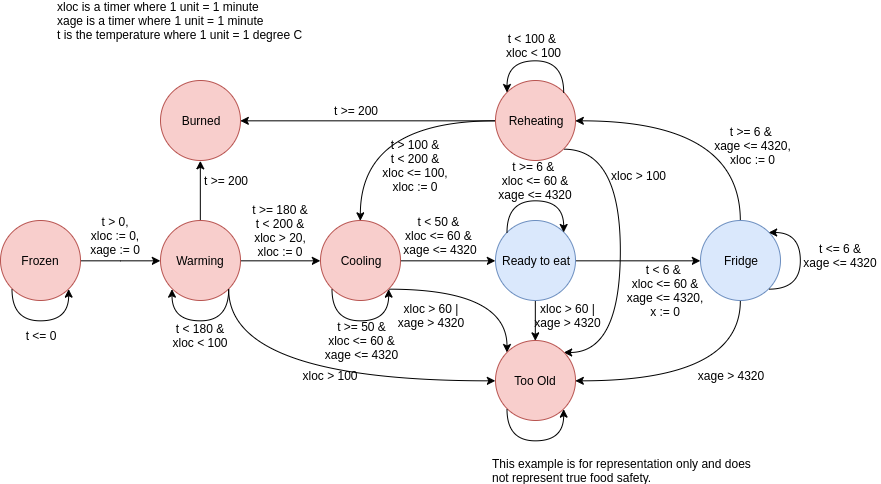 xloc is a timer where 1 unit = 1 minute
xage is a timer where 1 unit = 1 minute
t is the temperature where 1 unit = 1 degree C
t < 100 &
xloc < 100
Burned
t >= 200
Reheating
t > 100 &
t < 200 &
xloc <= 100,
xloc := 0
t >= 6 &
xage <= 4320,
xloc := 0
t >= 200
t >= 6 &
xloc <= 60 &
xage <= 4320
xloc > 100
t > 0,
xloc := 0,
xage := 0
t >= 180 &
t < 200 &
xloc > 20,
xloc := 0
t < 50 &
xloc <= 60 &
xage <= 4320
Frozen
Warming
Cooling
Ready to eat
Fridge
t <= 6 &
xage <= 4320
t < 6 &
xloc <= 60 &
xage <= 4320,
x := 0
t <= 0
t < 180 &
xloc < 100
t >= 50 &
xloc <= 60 &
xage <= 4320
xloc > 60 |
xage > 4320
xloc > 60 |
xage > 4320
xloc > 100
Too Old
xage > 4320
This example is for representation only and does
not represent true food safety.